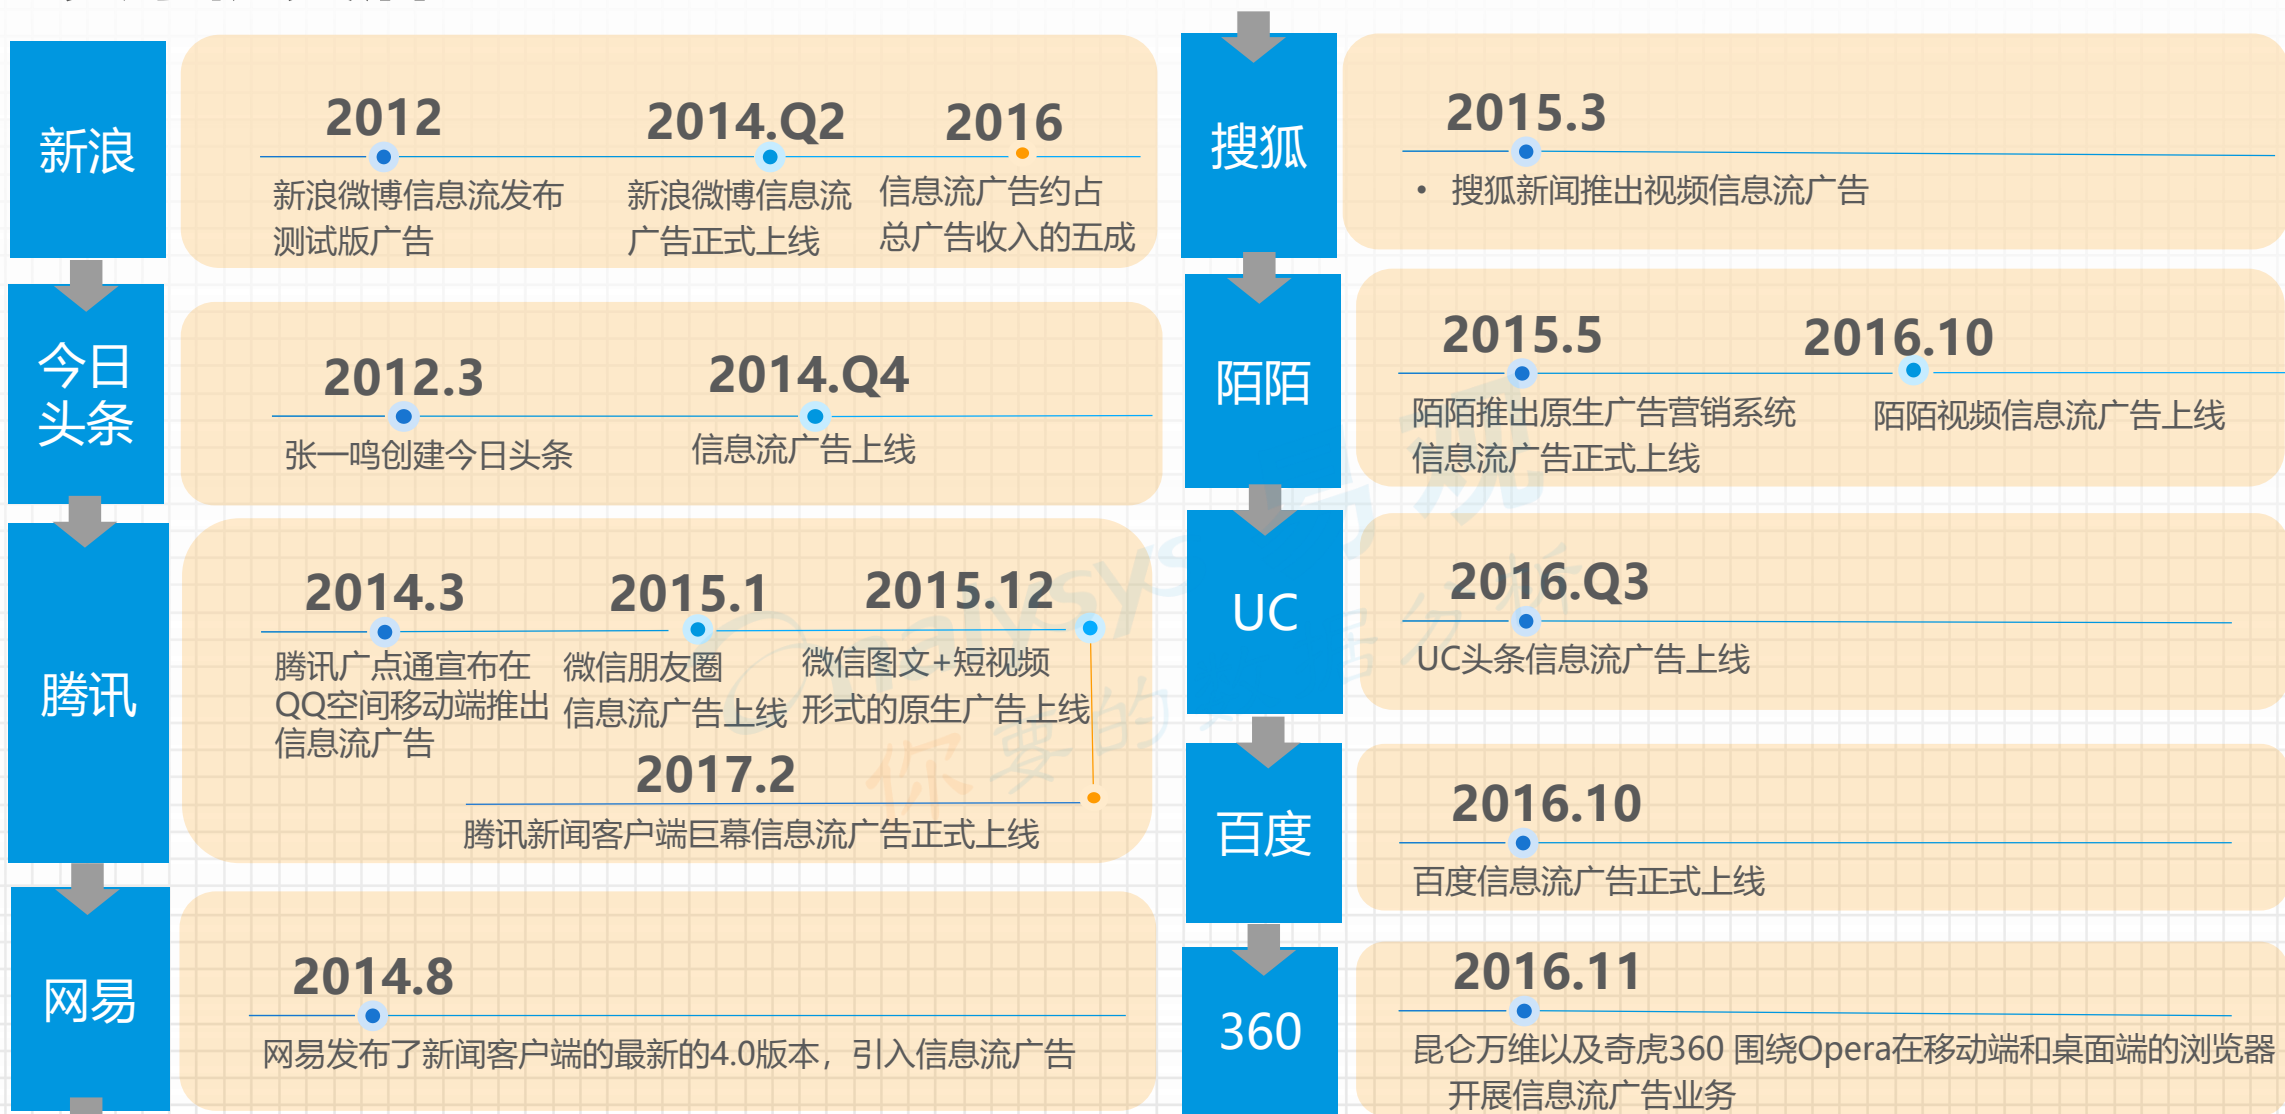 新浪
2012
新浪微博信息流发布
测试版广告
2014.Q2
新浪微博信息流
广告正式上线
2016
信息流广告约占
总广告收入的五成
今日
头条
2012.3
张一鸣创建今日头条
2014.Q4
信息流广告上线
腾讯
2014.3
腾讯广点通宣布在
QQ空间移动端推出
信息流广告
2015.1
微信朋友圈
信息流广告上线
2015.12
微信图文+短视频
形式的原生广告上线
2017.2
腾讯新闻客户端巨幕信息流广告正式上线
网易
2014.8
网易发布了新闻客户端的最新的4.0版本，引入信息流广告
搜狐
2015.3
• 搜狐新闻推出视频信息流广告
陌陌
2015.5
陌陌推出原生广告营销系统
信息流广告正式上线
2016.10
陌陌视频信息流广告上线
UC
2016.Q3
UC头条信息流广告上线
百度
2016.10
百度信息流广告正式上线
360
2016.11
昆仑万维以及奇虎360 围绕Opera在移动端和桌面端的浏览器
开展信息流广告业务